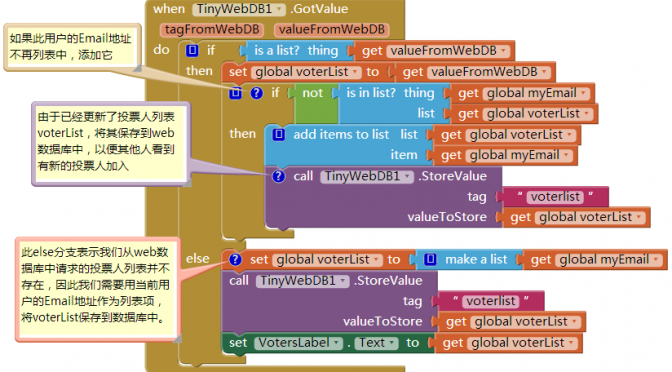 when TinyWebDB1 .GotValue
tagFromWebDB valueFromWebDB
如果此用户的Email地址
不再列表中，添加它
do if is a list? thing get valueFromWebDB
then set global voterList to get valueFromWebDB
if not is in list? thing get global myEmail
list get global voterList
由于已经更新了投票人列表
voterList，将其保存到web
数据库中，以便其他人看到
有新的投票人加入
then add items to list list get global voterList
item get global myEmail
call TinyWebDB1 .StoreValue
tag “ voterlist ”
valueToStore get global voterList
此else分支表示我们从web数
据库中请求的投票人列表并不
存在，因此我们需要用当前用
户的Email地址作为列表项，
将voterList保存到数据库中。
else set global voterList to make a list get global myEmail
call TinyWebDB1 .StoreValue
tag “ voterlist ”
valueToStore get global voterList
set VotersLabel . Text to get global voterList